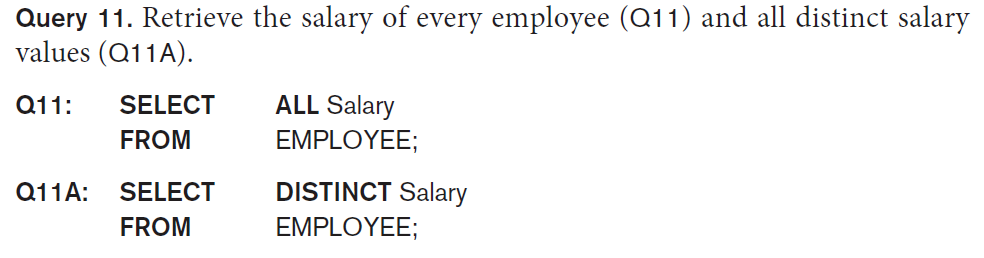 Query 11. Retrieve the salary of every employee (Q11) and all distinct salary
values (Q11A).
Q11: SELECT ALL Salary
FROM EMPLOYEE;
Q11A: SELECT DISTINCT Salary
FROM EMPLOYEE;